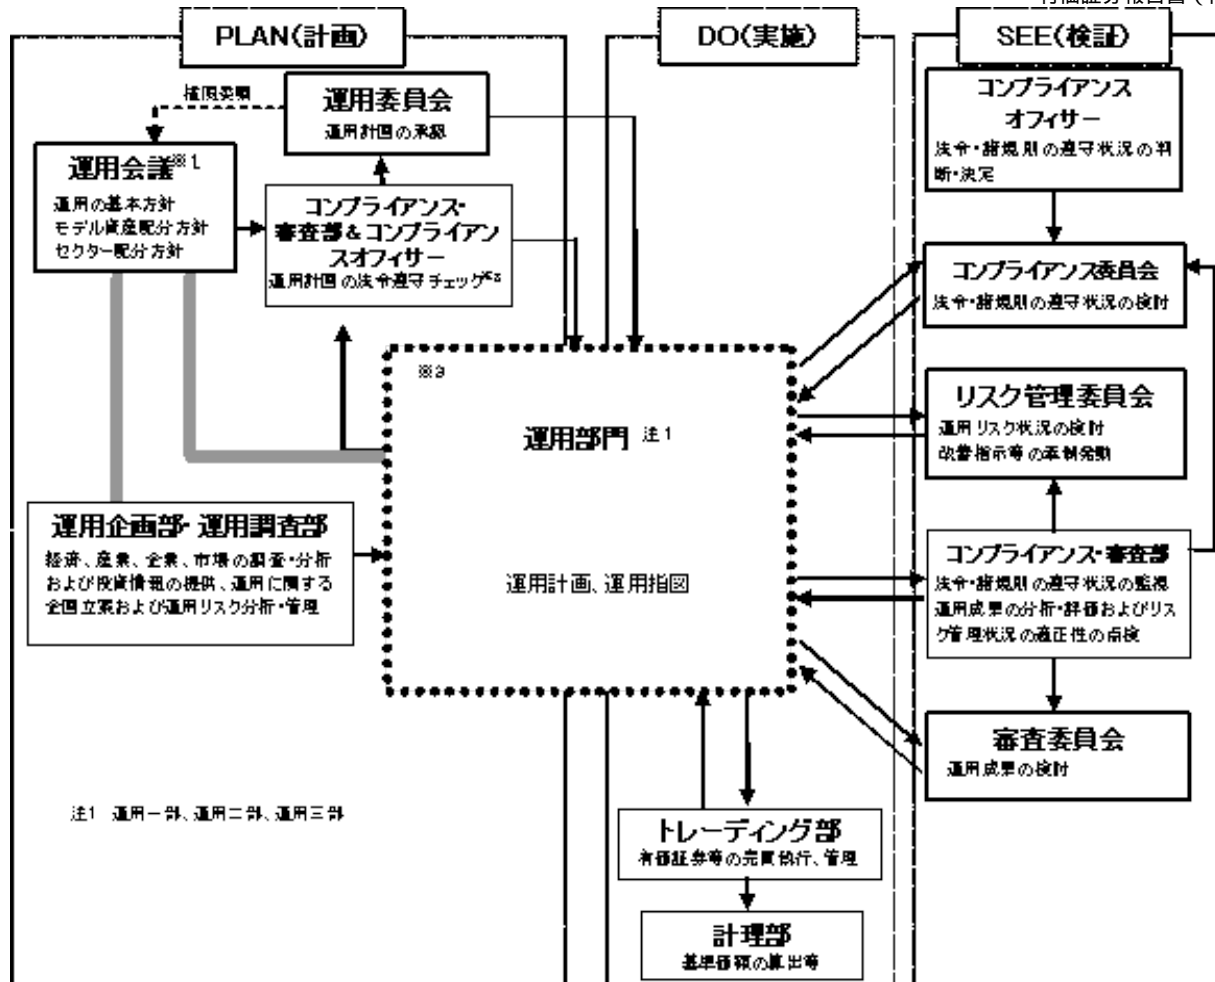 PLAN(計画)
運用委員会
運用計画の承認
権限委嘱
運用会議※1
運用の基本方針
モデル資産配分方針
セクター配分方針
コンプライアンス・
審査部&コンプライアン
スオフィサー
運用計画の法令遵守チェック※2
運用企画部・運用調査部
経済、産業、企業、市場の調査・分析
および投資情報の提供、運用に関する
企画立案および運用リスク分析・管理
注1 運用一部、運用二部、運用三部
DO(実施)
※3
運用部門 注1
運用計画、運用指図
トレーディング部
有価証券等の売買執行、管理
計理部
基準価額の算出等
SEE(検証)
コンプライアンス
オフィサー
法令・諸規則の遵守状況の判
断・決定
コンプライアンス委員会
法令・諸規則の遵守状況の検討
リスク管理委員会
運用リスク状況の検討
改善指示等の牽制発動
コンプライアンス・審査部
法令・諸規則の遵守状況の監視
運用成果の分析・評価およびリス
ク管理状況の適正性の点検
審査委員会
運用成果の検討